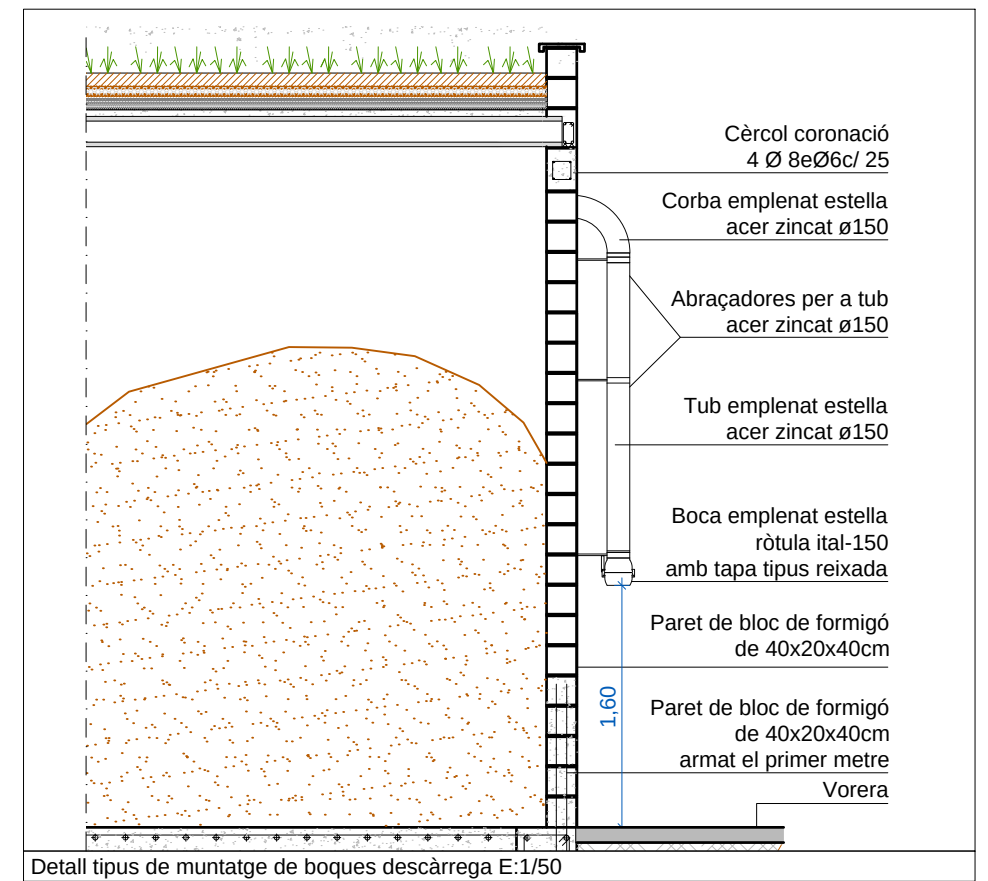 Cèrcol coronació
4 Ø 8eØ6c/ 25
Corba emplenat estella
acer zincat ø150
Abraçadores per a tub
acer zincat ø150
Tub emplenat estella
acer zincat ø150
Boca emplenat estella
ròtula ital-150
amb tapa tipus reixada
Paret de bloc de formigó
de 40x20x40cm
1,60
Paret de bloc de formigó
de 40x20x40cm
armat el primer metre
Vorera
Detall tipus de muntatge de boques descàrrega E:1/50